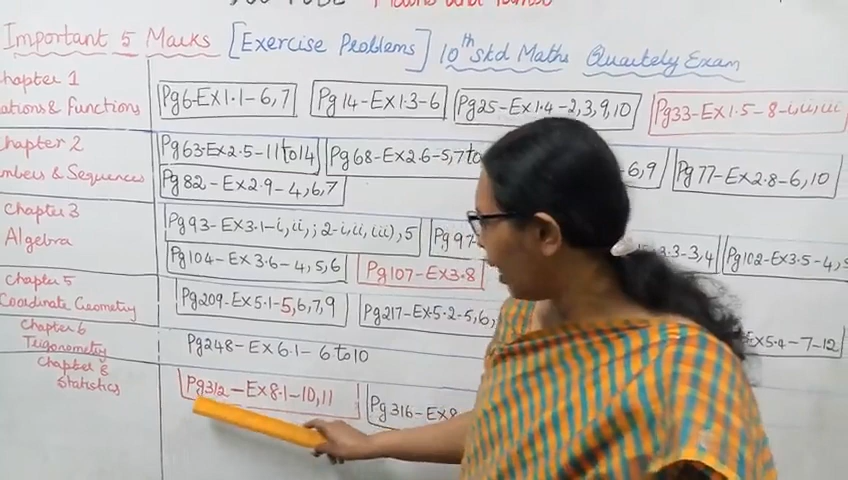 Important 5 Marks [Exercise Problems] 10th Std Maths Quartely Exam
Chapter 1
ations & Functions
Pg6-Ex1.1-6,7
Pg14-Ex1.3-6
Pg25-Ex1.4-2,3,9,10
Pg33-Ex1.5-8-i,ii,iii
Chapter 2
mbers & Sequences
Pg63-Ex2.5-11to14
Pg68-Ex2.6-5,7to
-6,9
Pg77-Ex2.8-6,10
Pg82-Ex2.9-4,6,7
Chapter 3
Algebra
Pg93-Ex3.1-i,ii,;2-i,ii,iii),5
Pg97-
3-3,4
Pg102-Ex3.5-4,5
Pg104-Ex3.6-4,5,6
Pg107-Ex3.8
Chapter 5
Coordinate Geometry
Pg209-Ex5.1-5,6,7,9
Pg217-Ex5.2-5,6,
Ex5.4-7-12
Chapter 6
Trigonometry
Pg248-Ex6.1-6to10
Chapter 8
Statistics
Pg312-Ex8.1-10,11
Pg316-Ex8